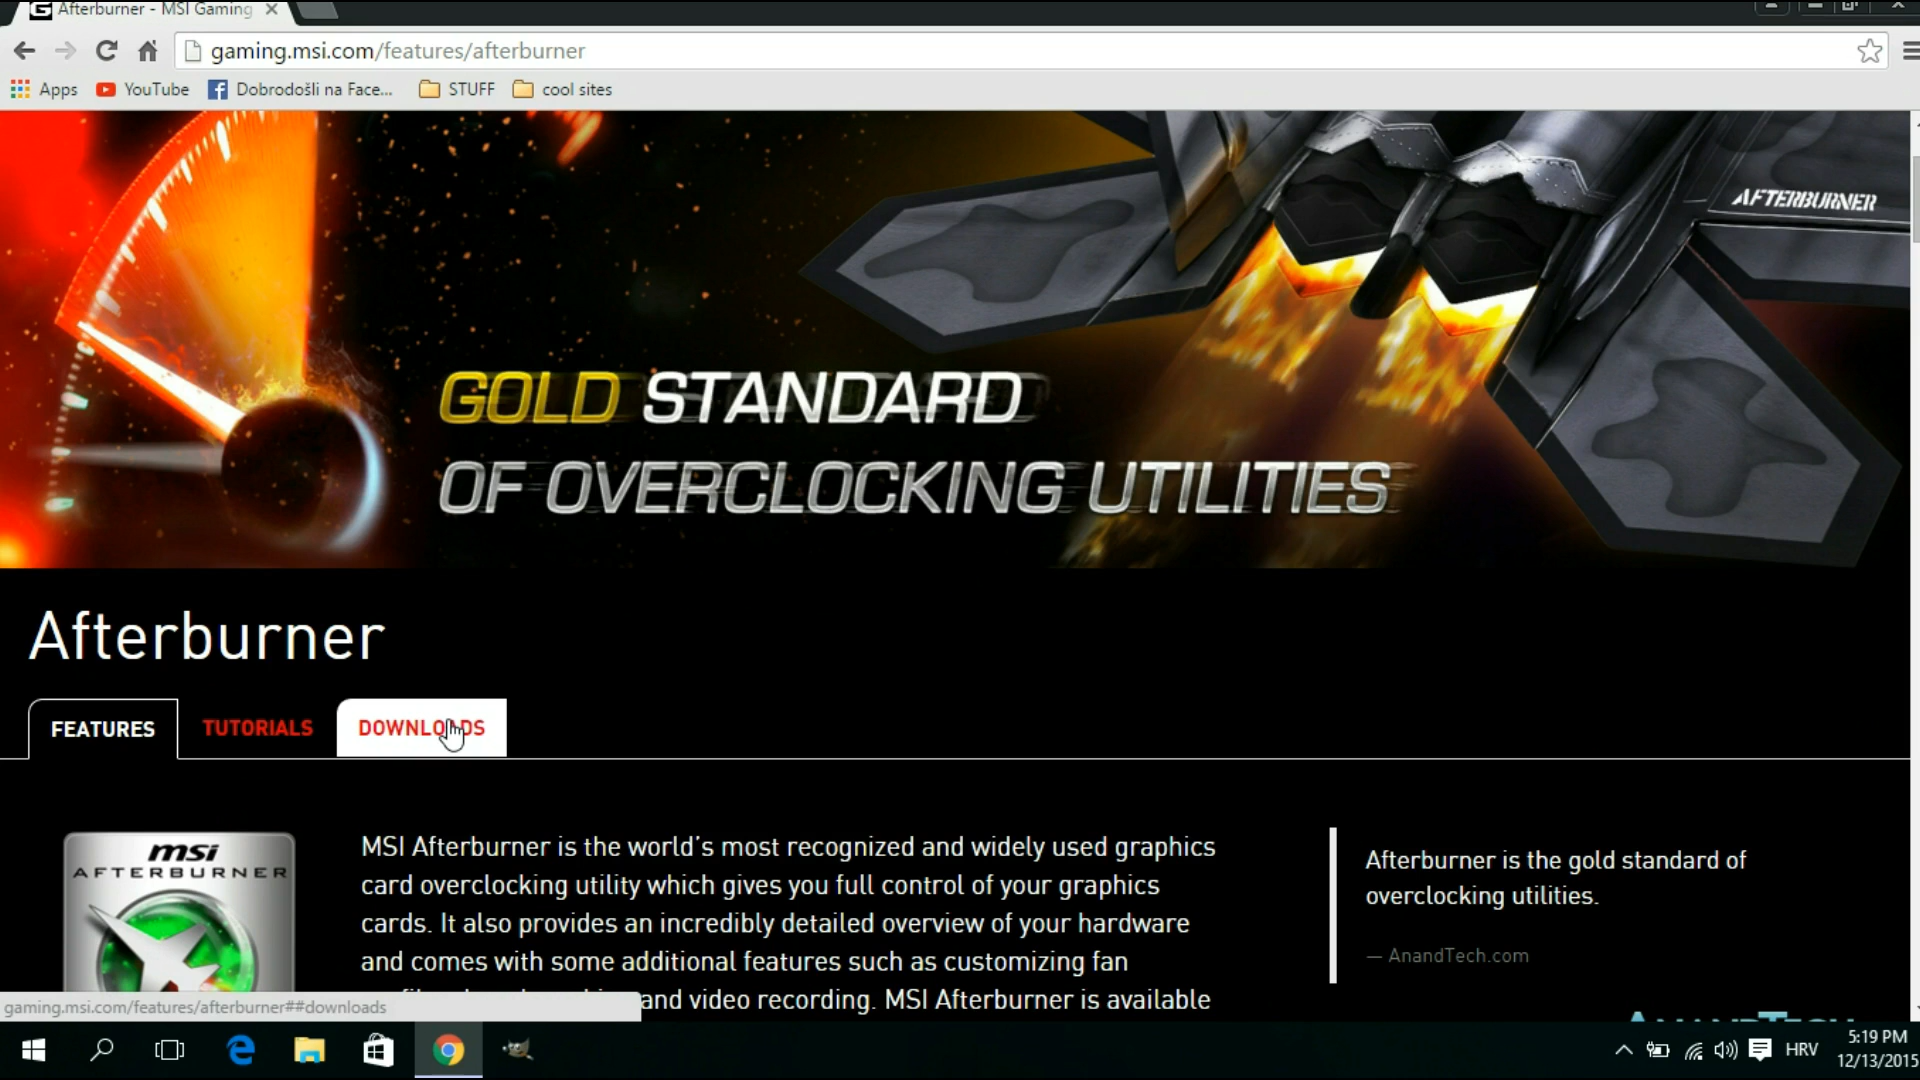 Afterburner - MSI Gaming
gaming.msi.com/features/afterburner
Apps YouTube Dobrodošli na Face... STUFF cool sites
AFTERBURNER
GOLD STANDARD
OF OVERCLOCKING UTILITIES
Afterburner
FEATURES TUTORIALS DOWNLOADS
msi
AFTERBURNER
MSI Afterburner is the world's most recognized and widely used graphics
card overclocking utility which gives you full control of your graphics
cards. It also provides an incredibly detailed overview of your hardware
and comes with some additional features such as customizing fan
and video recording. MSI Afterburner is available
Afterburner is the gold standard of
overclocking utilities.
— AnandTech.com
gaming.msi.com/features/afterburner##downloads
HRV
5:19 PM
12/13/2015